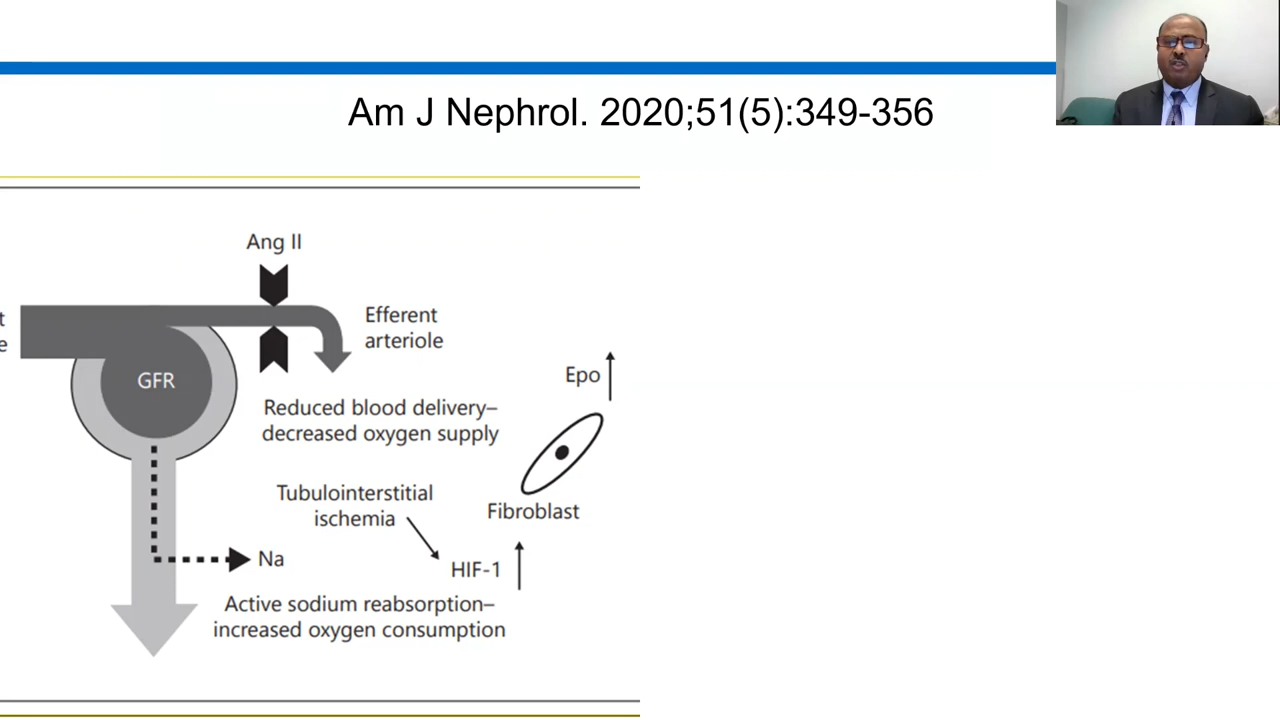 Am J Nephrol. 2020;51(5):349-356
Ang II
t
e
Efferent
arteriole
GFR
Epo
Reduced blood delivery–
decreased oxygen supply
Tubulointerstitial
ischemia
Fibroblast
Na
HIF-1
Active sodium reabsorption–
increased oxygen consumption